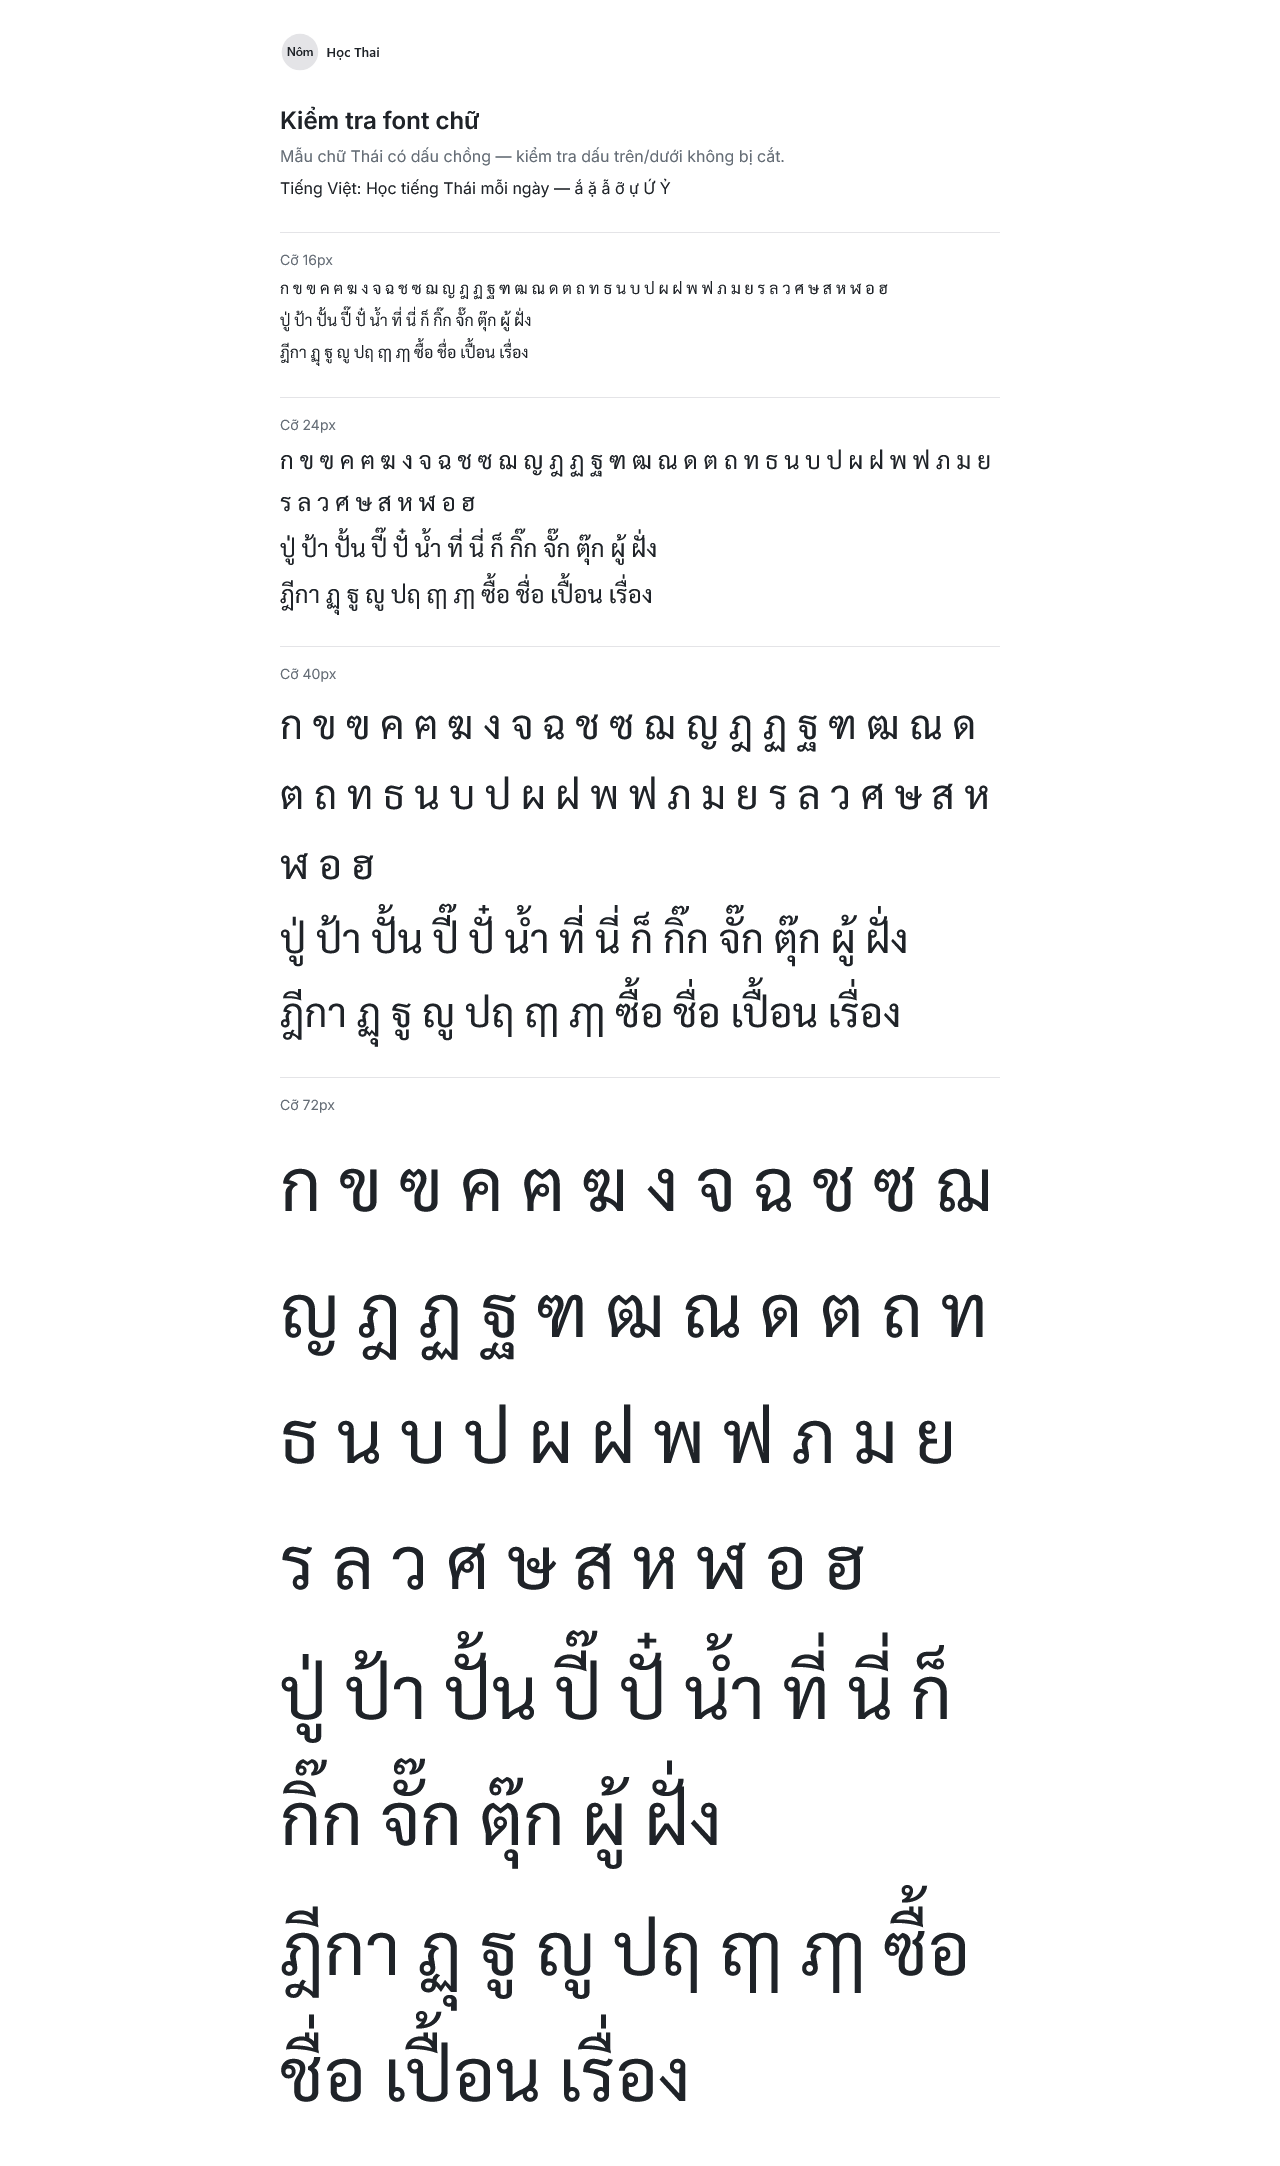 Nôm Học Thai
Kiểm tra font chữ
Mẫu chữ Thái có dấu chồng — kiểm tra dấu trên/dưới không bị cắt.
Tiếng Việt: Học tiếng Thái mỗi ngày — ắ ặ ẫ ỡ ự Ứ Ỷ
Cỡ 16px
ก ข ฃ ค ฅ ฆ ง จ ฉ ช ซ ฌ ญ ฎ ฏ ฐ ฑ ฒ ณ ด ต ถ ท ธ น บ ป ผ ฝ พ ฟ ภ ม ย ร ล ว ศ ษ ส ห ฬ อ ฮ
ปู่ ป้า ปั้น ปี๊ ปั๋ น้ำ ที่ นี่ ก็ กิ๊ก จั๊ก ตุ๊ก ผู้ ฝั่ง
ฎีกา ฏุ ฐู ญู ปฤ ฤๅ ฦๅ ซื้อ ชื่อ เปื้อน เรื่อง
Cỡ 24px
ก ข ฃ ค ฅ ฆ ง จ ฉ ช ซ ฌ ญ ฎ ฏ ฐ ฑ ฒ ณ ด ต ถ ท ธ น บ ป ผ ฝ พ ฟ ภ ม ย
ร ล ว ศ ษ ส ห ฬ อ ฮ
ปู่ ป้า ปั้น ปี๊ ปั๋ น้ำ ที่ นี่ ก็ กิ๊ก จั๊ก ตุ๊ก ผู้ ฝั่ง
ฎีกา ฏุ ฐู ญู ปฤ ฤๅ ฦๅ ซื้อ ชื่อ เปื้อน เรื่อง
Cỡ 40px
ก ข ฃ ค ฅ ฆ ง จ ฉ ช ซ ฌ ญ ฎ ฏ ฐ ฑ ฒ ณ ด
ต ถ ท ธ น บ ป ผ ฝ พ ฟ ภ ม ย ร ล ว ศ ษ ส ห
ฬ อ ฮ
ปู่ ป้า ปั้น ปี๊ ปั๋ น้ำ ที่ นี่ ก็ กิ๊ก จั๊ก ตุ๊ก ผู้ ฝั่ง
ฎีกา ฏุ ฐู ญู ปฤ ฤๅ ฦๅ ซื้อ ชื่อ เปื้อน เรื่อง
Cỡ 72px
ก ข ฃ ค ฅ ฆ ง จ ฉ ช ซ ฌ
ญ ฎ ฏ ฐ ฑ ฒ ณ ด ต ถ ท
ธ น บ ป ผ ฝ พ ฟ ภ ม ย
ร ล ว ศ ษ ส ห ฬ อ ฮ
ปู่ ป้า ปั้น ปี๊ ปั๋ น้ำ ที่ นี่ ก็
กิ๊ก จั๊ก ตุ๊ก ผู้ ฝั่ง
ฎีกา ฏุ ฐู ญู ปฤ ฤๅ ฦๅ ซื้อ
ชื่อ เปื้อน เรื่อง